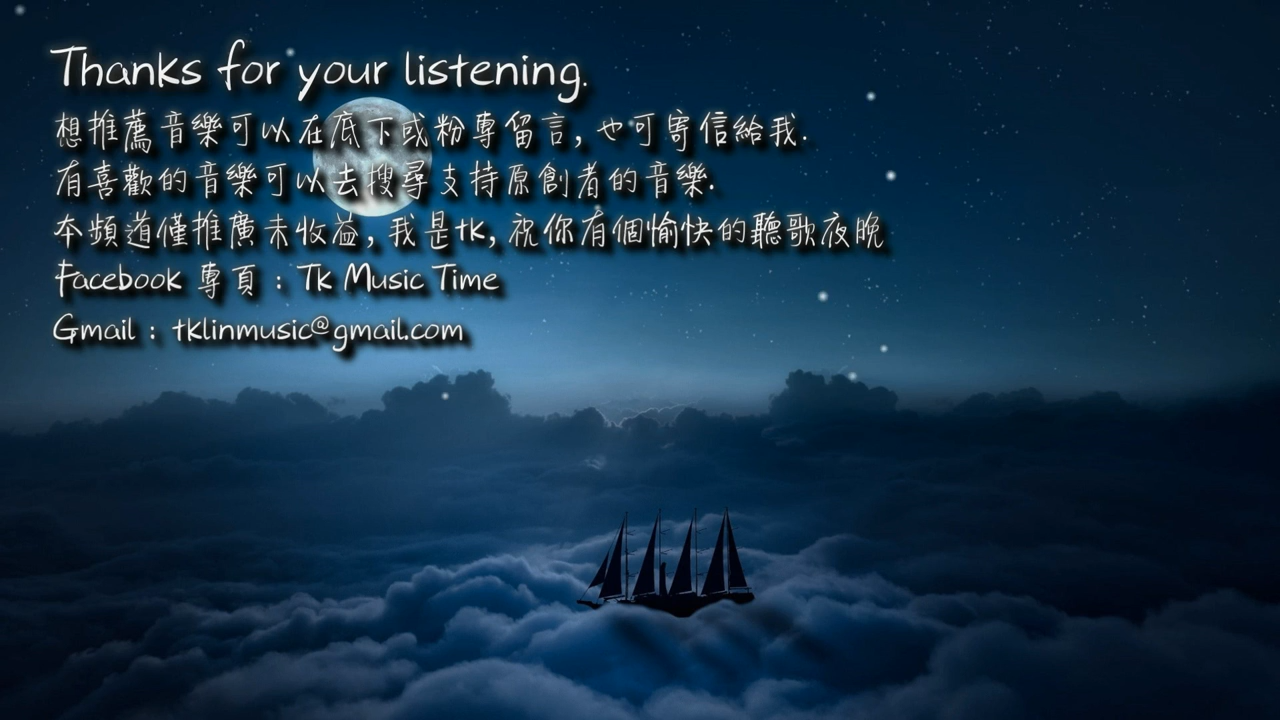 Thanks for your listening.
想推薦音樂可以在底下或粉專留言, 也可寄信給我.
有喜歡的音樂可以去搜尋支持原創者的音樂.
本頻道僅推廣未收益, 我是tk, 祝你有個愉快的聽歌夜晚
Facebook 專頁 : Tk Music Time
Gmail : tklinmusic@gmail.com